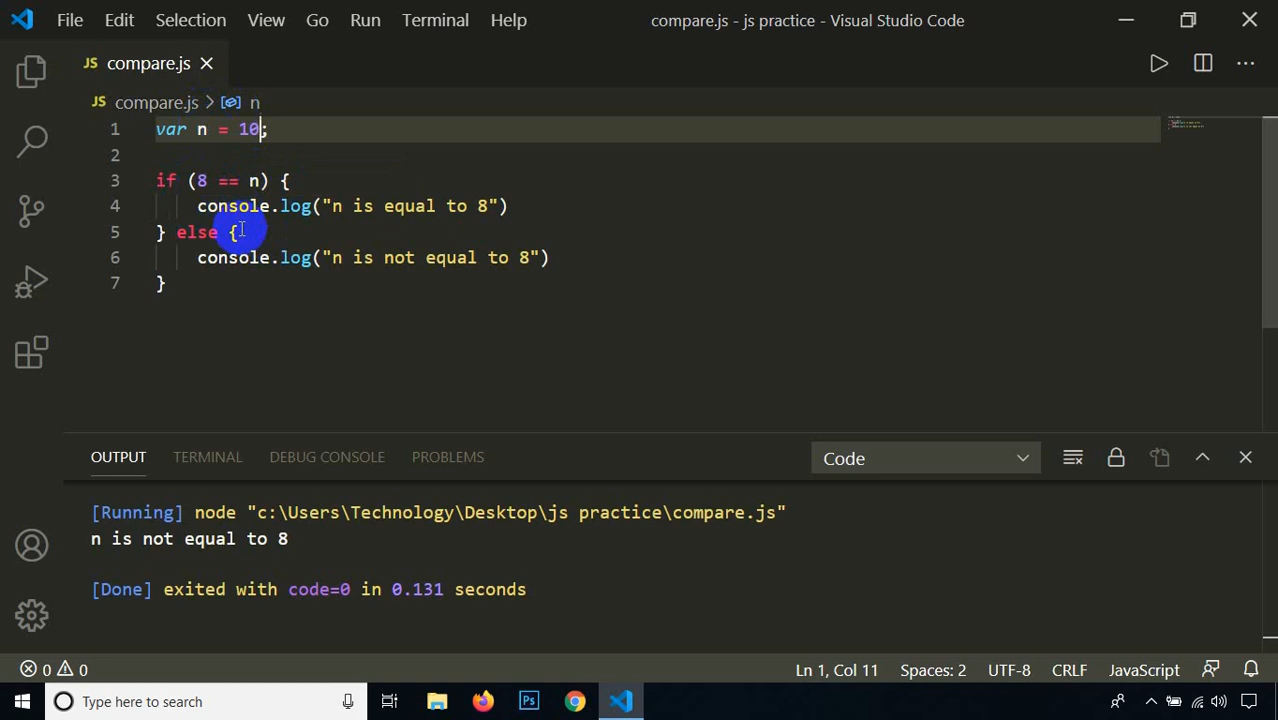 File Edit Selection View Go Run Terminal Help compare.js - js practice - Visual Studio Code
JS compare.js
JS compare.js > n
1 var n = 10;
2
3 if (8 == n) {
4 console.log("n is equal to 8")
5 } else {
6 console.log("n is not equal to 8")
7 }
OUTPUT TERMINAL DEBUG CONSOLE PROBLEMS Code
[Running] node "c:\Users\Technology\Desktop\js practice\compare.js"
n is not equal to 8
[Done] exited with code=0 in 0.131 seconds
0 0 Ln 1, Col 11 Spaces: 2 UTF-8 CRLF JavaScript
Type here to search Ps